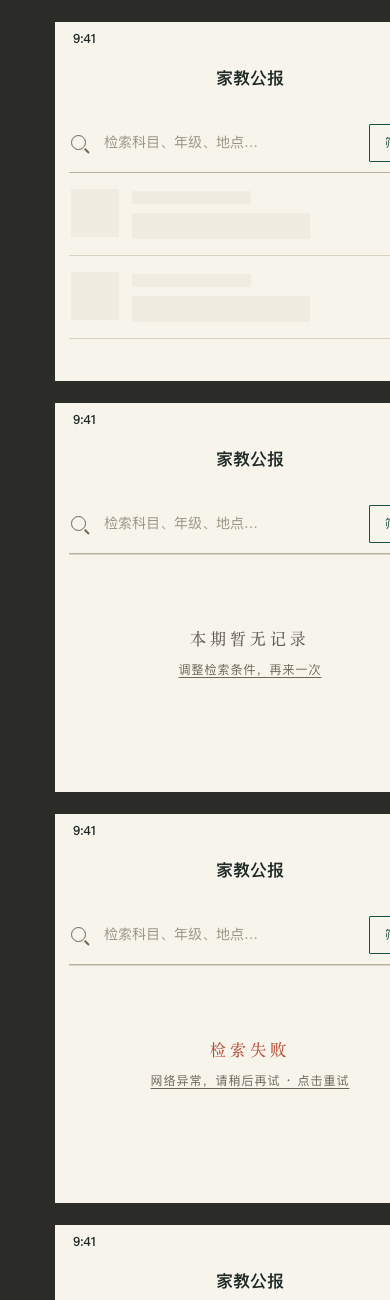 9:41
家教公报
检索科目、年级、地点...
9:41
家教公报
检索科目、年级、地点...
本期暂无记录
调整检索条件，再来一次
9:41
家教公报
检索科目、年级、地点...
检索失败
网络异常，请稍后再试 · 点击重试
9:41
家教公报